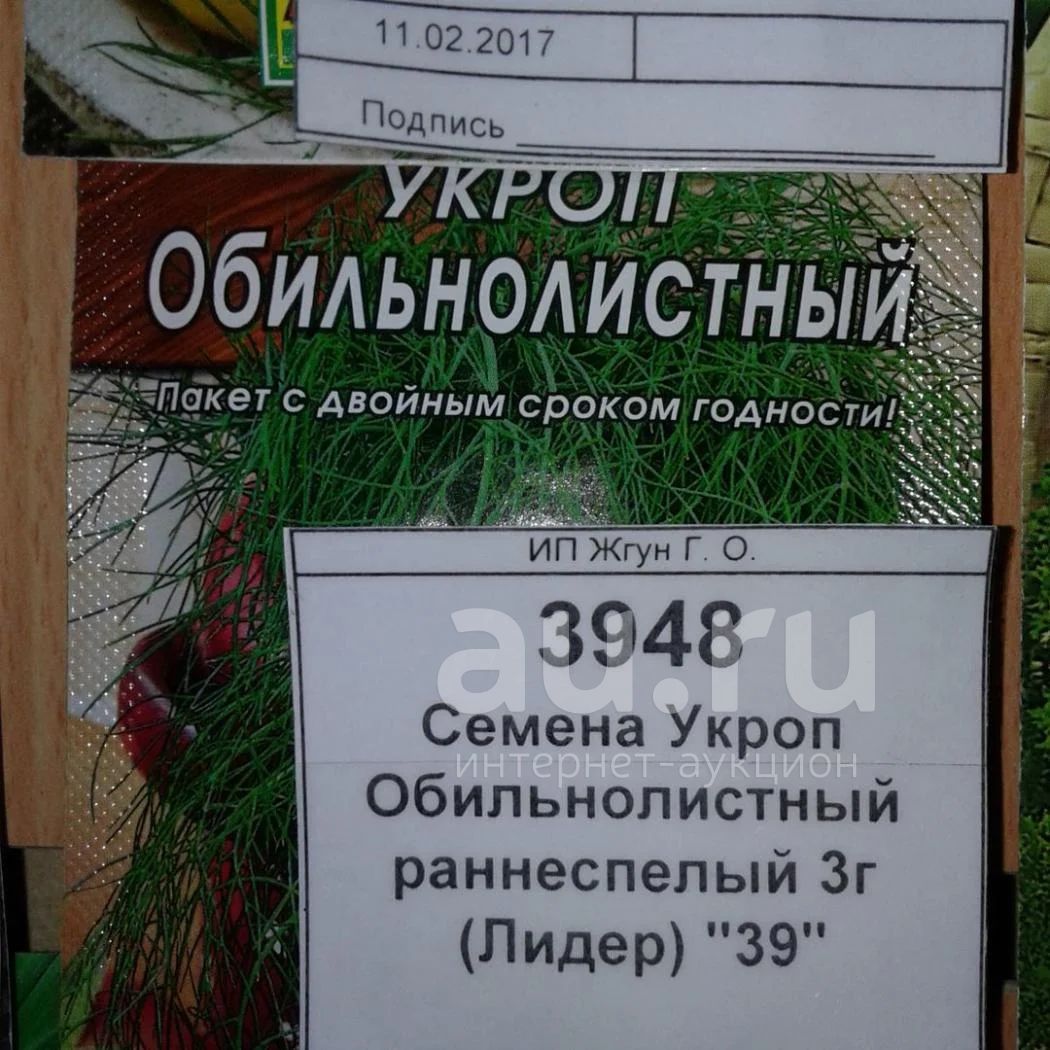 11.02.2017
Подпись
УКРОП
Обильнолистный
Пакет с двойным сроком годности!
ИП Жгун Г. О.
3948
au.ru
Семена Укроп
интернет-аукцион
Обильнолистный
раннеспелый 3г
(Лидер) "39"